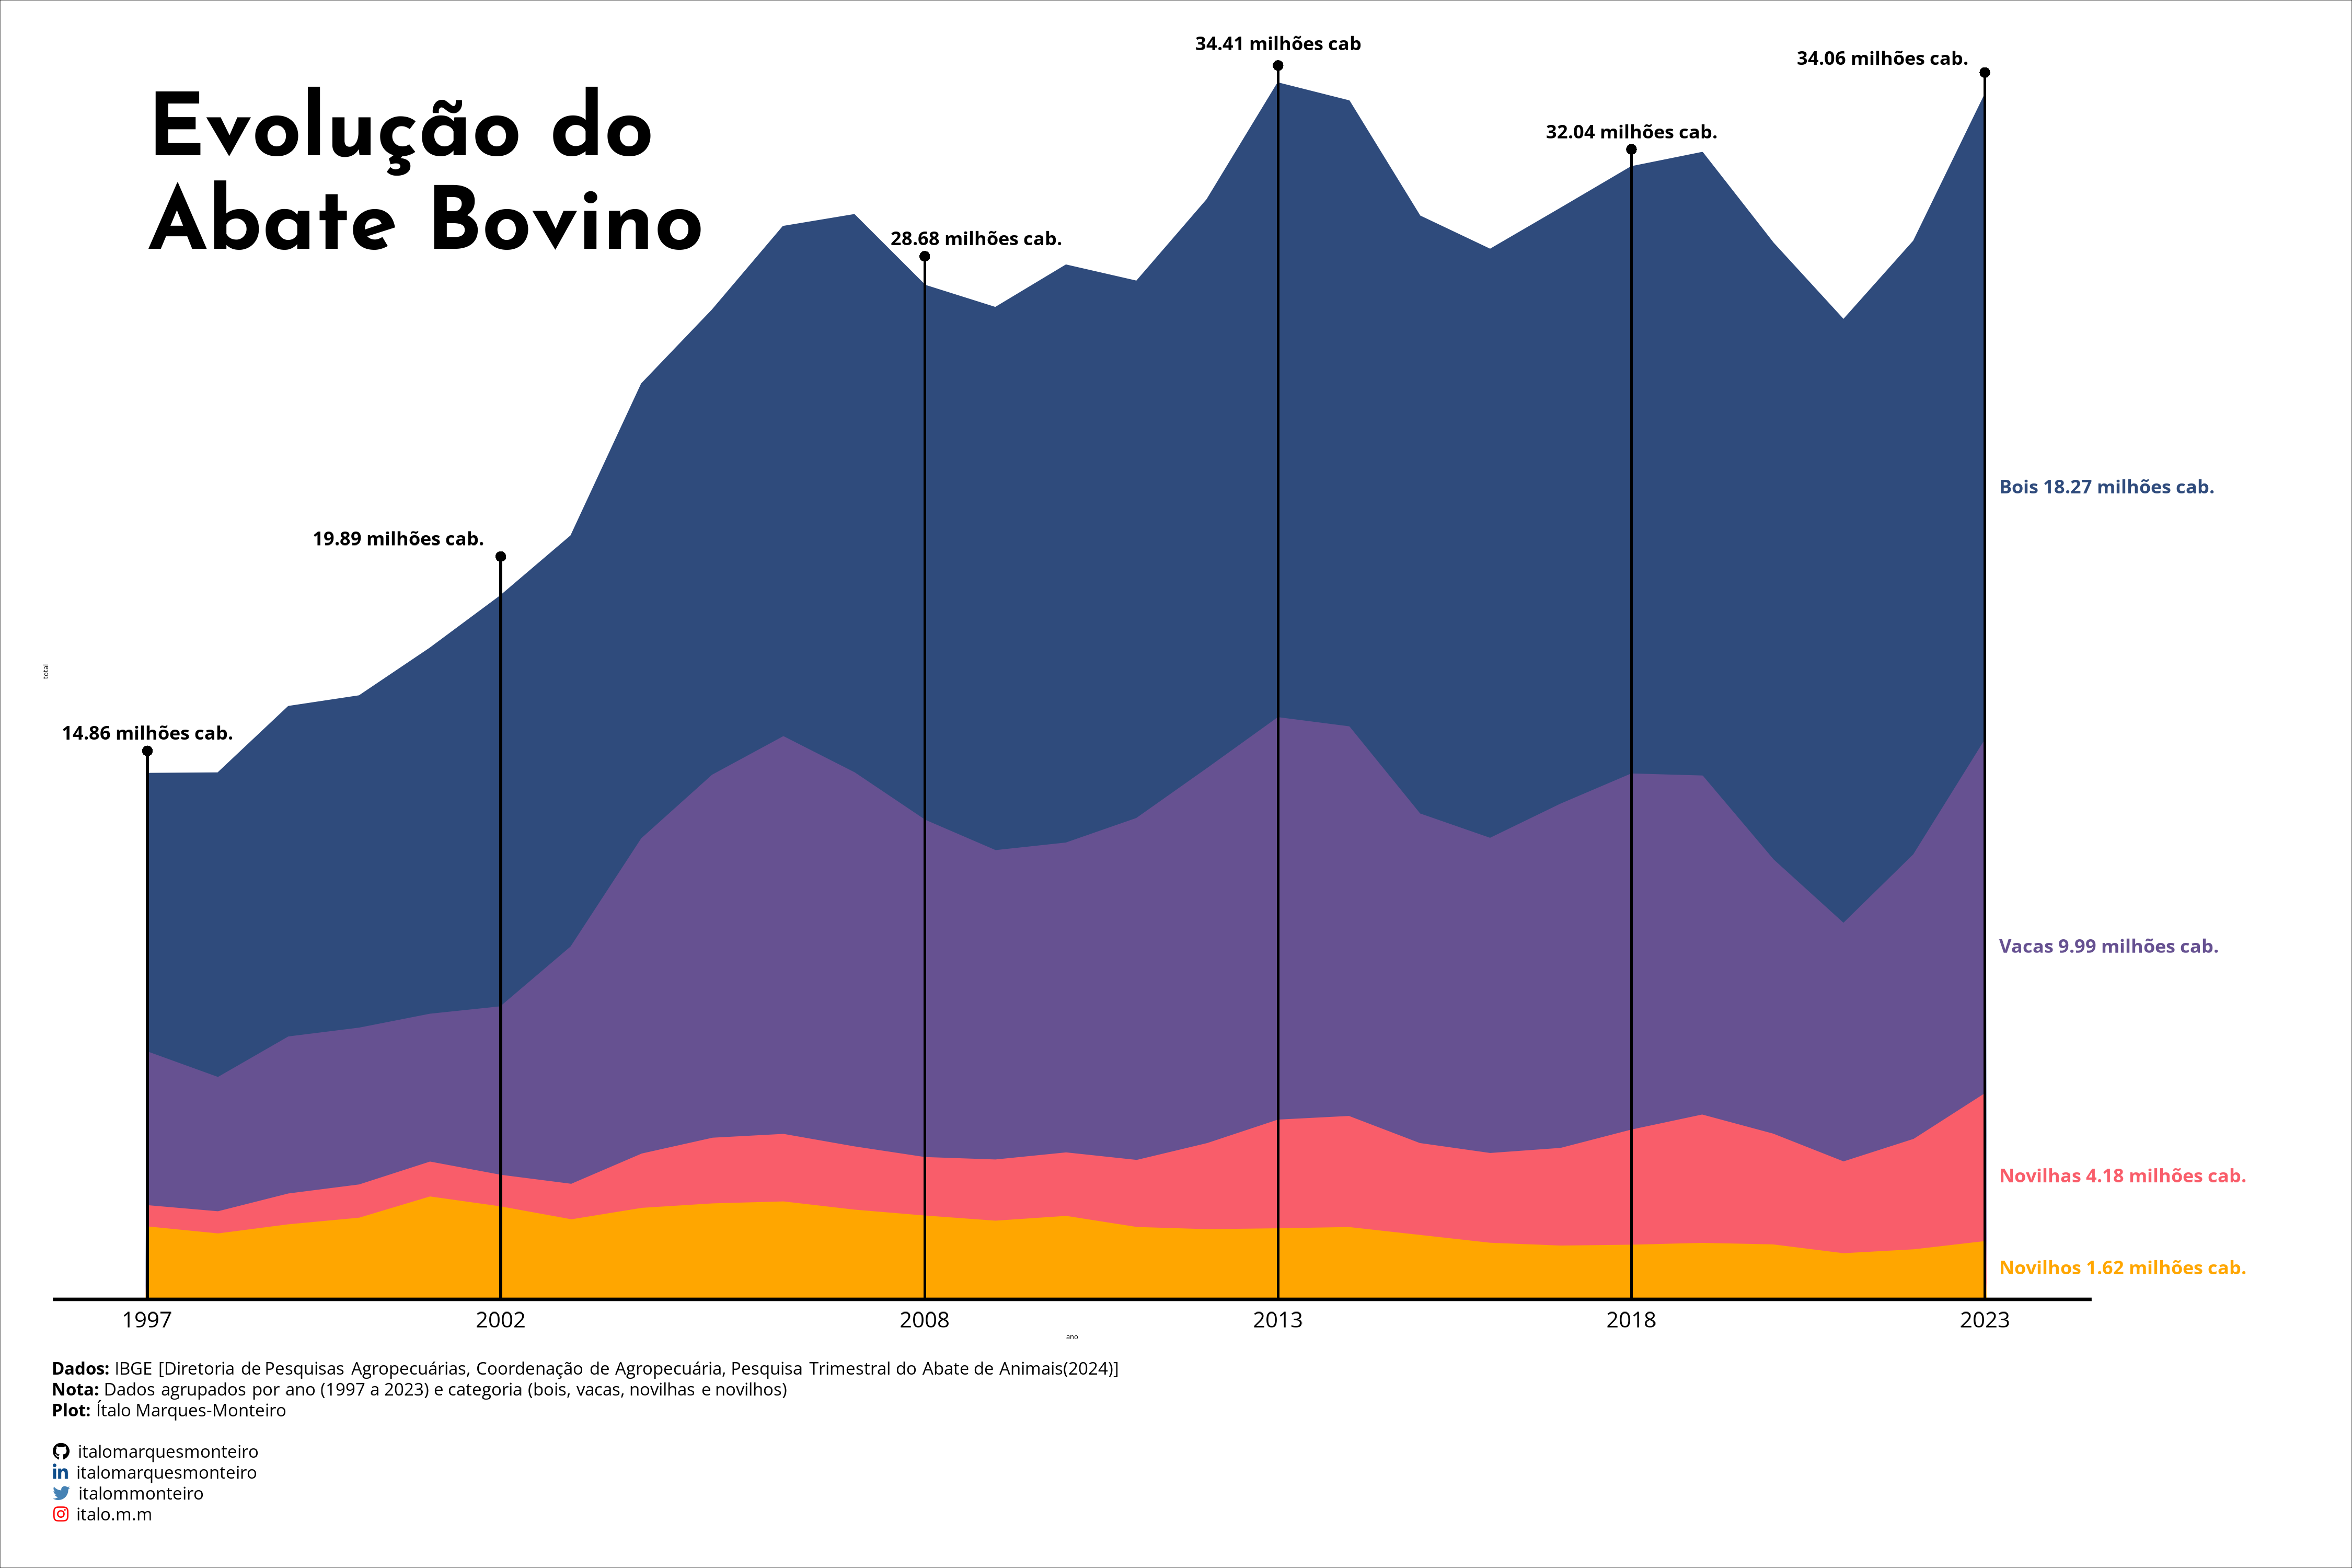 Evolução do
Abate Bovino
34.41 milhões cab
34.06 milhões cab.
32.04 milhões cab.
28.68 milhões cab.
19.89 milhões cab.
14.86 milhões cab.
Bois 18.27 milhões cab.
Vacas 9.99 milhões cab.
Novilhas 4.18 milhões cab.
Novilhos 1.62 milhões cab.
total
1997 2002 2008 2013 2018 2023
ano
Dados: IBGE [Diretoria de Pesquisas Agropecuárias, Coordenação de Agropecuária, Pesquisa Trimestral do Abate de Animais(2024)]
Nota: Dados agrupados por ano (1997 a 2023) e categoria (bois, vacas, novilhas e novilhos)
Plot: Ítalo Marques-Monteiro
italomarquesmonteiro
italomarquesmonteiro
italommonteiro
italo.m.m